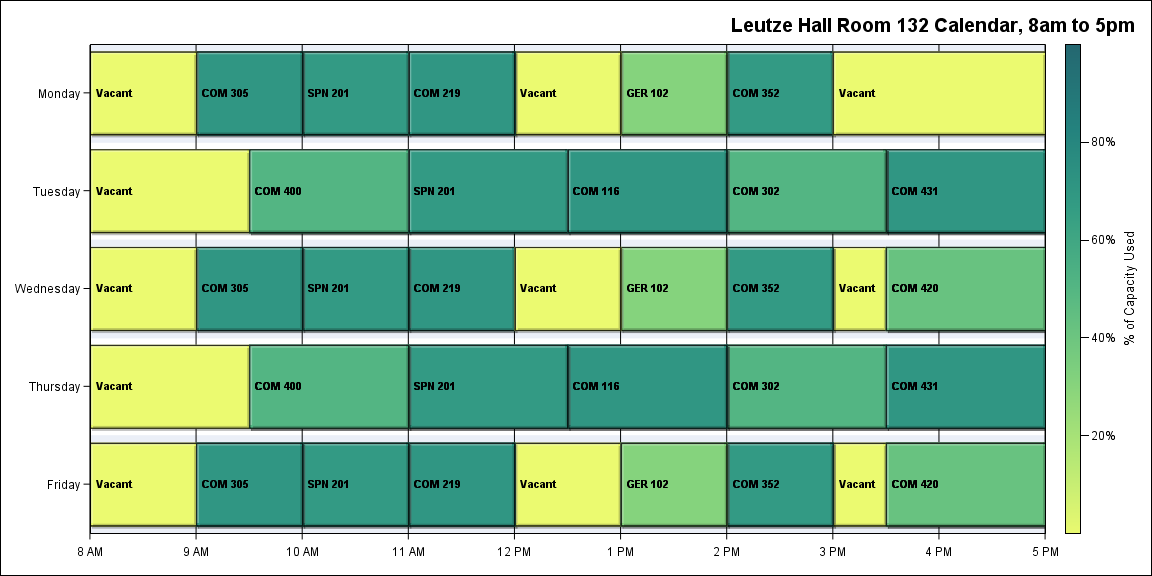 Leutze Hall Room 132 Calendar, 8am to 5pm
Monday
Vacant COM 305 SPN 201 COM 219 Vacant GER 102 COM 352 Vacant
Tuesday
Vacant COM 400 SPN 201 COM 116 COM 302 COM 431
Wednesday
Vacant COM 305 SPN 201 COM 219 Vacant GER 102 COM 352 Vacant COM 420
Thursday
Vacant COM 400 SPN 201 COM 116 COM 302 COM 431
Friday
Vacant COM 305 SPN 201 COM 219 Vacant GER 102 COM 352 Vacant COM 420
8 AM 9 AM 10 AM 11 AM 12 PM 1 PM 2 PM 3 PM 4 PM 5 PM
80%
60%
40%
20%
% of Capacity Used